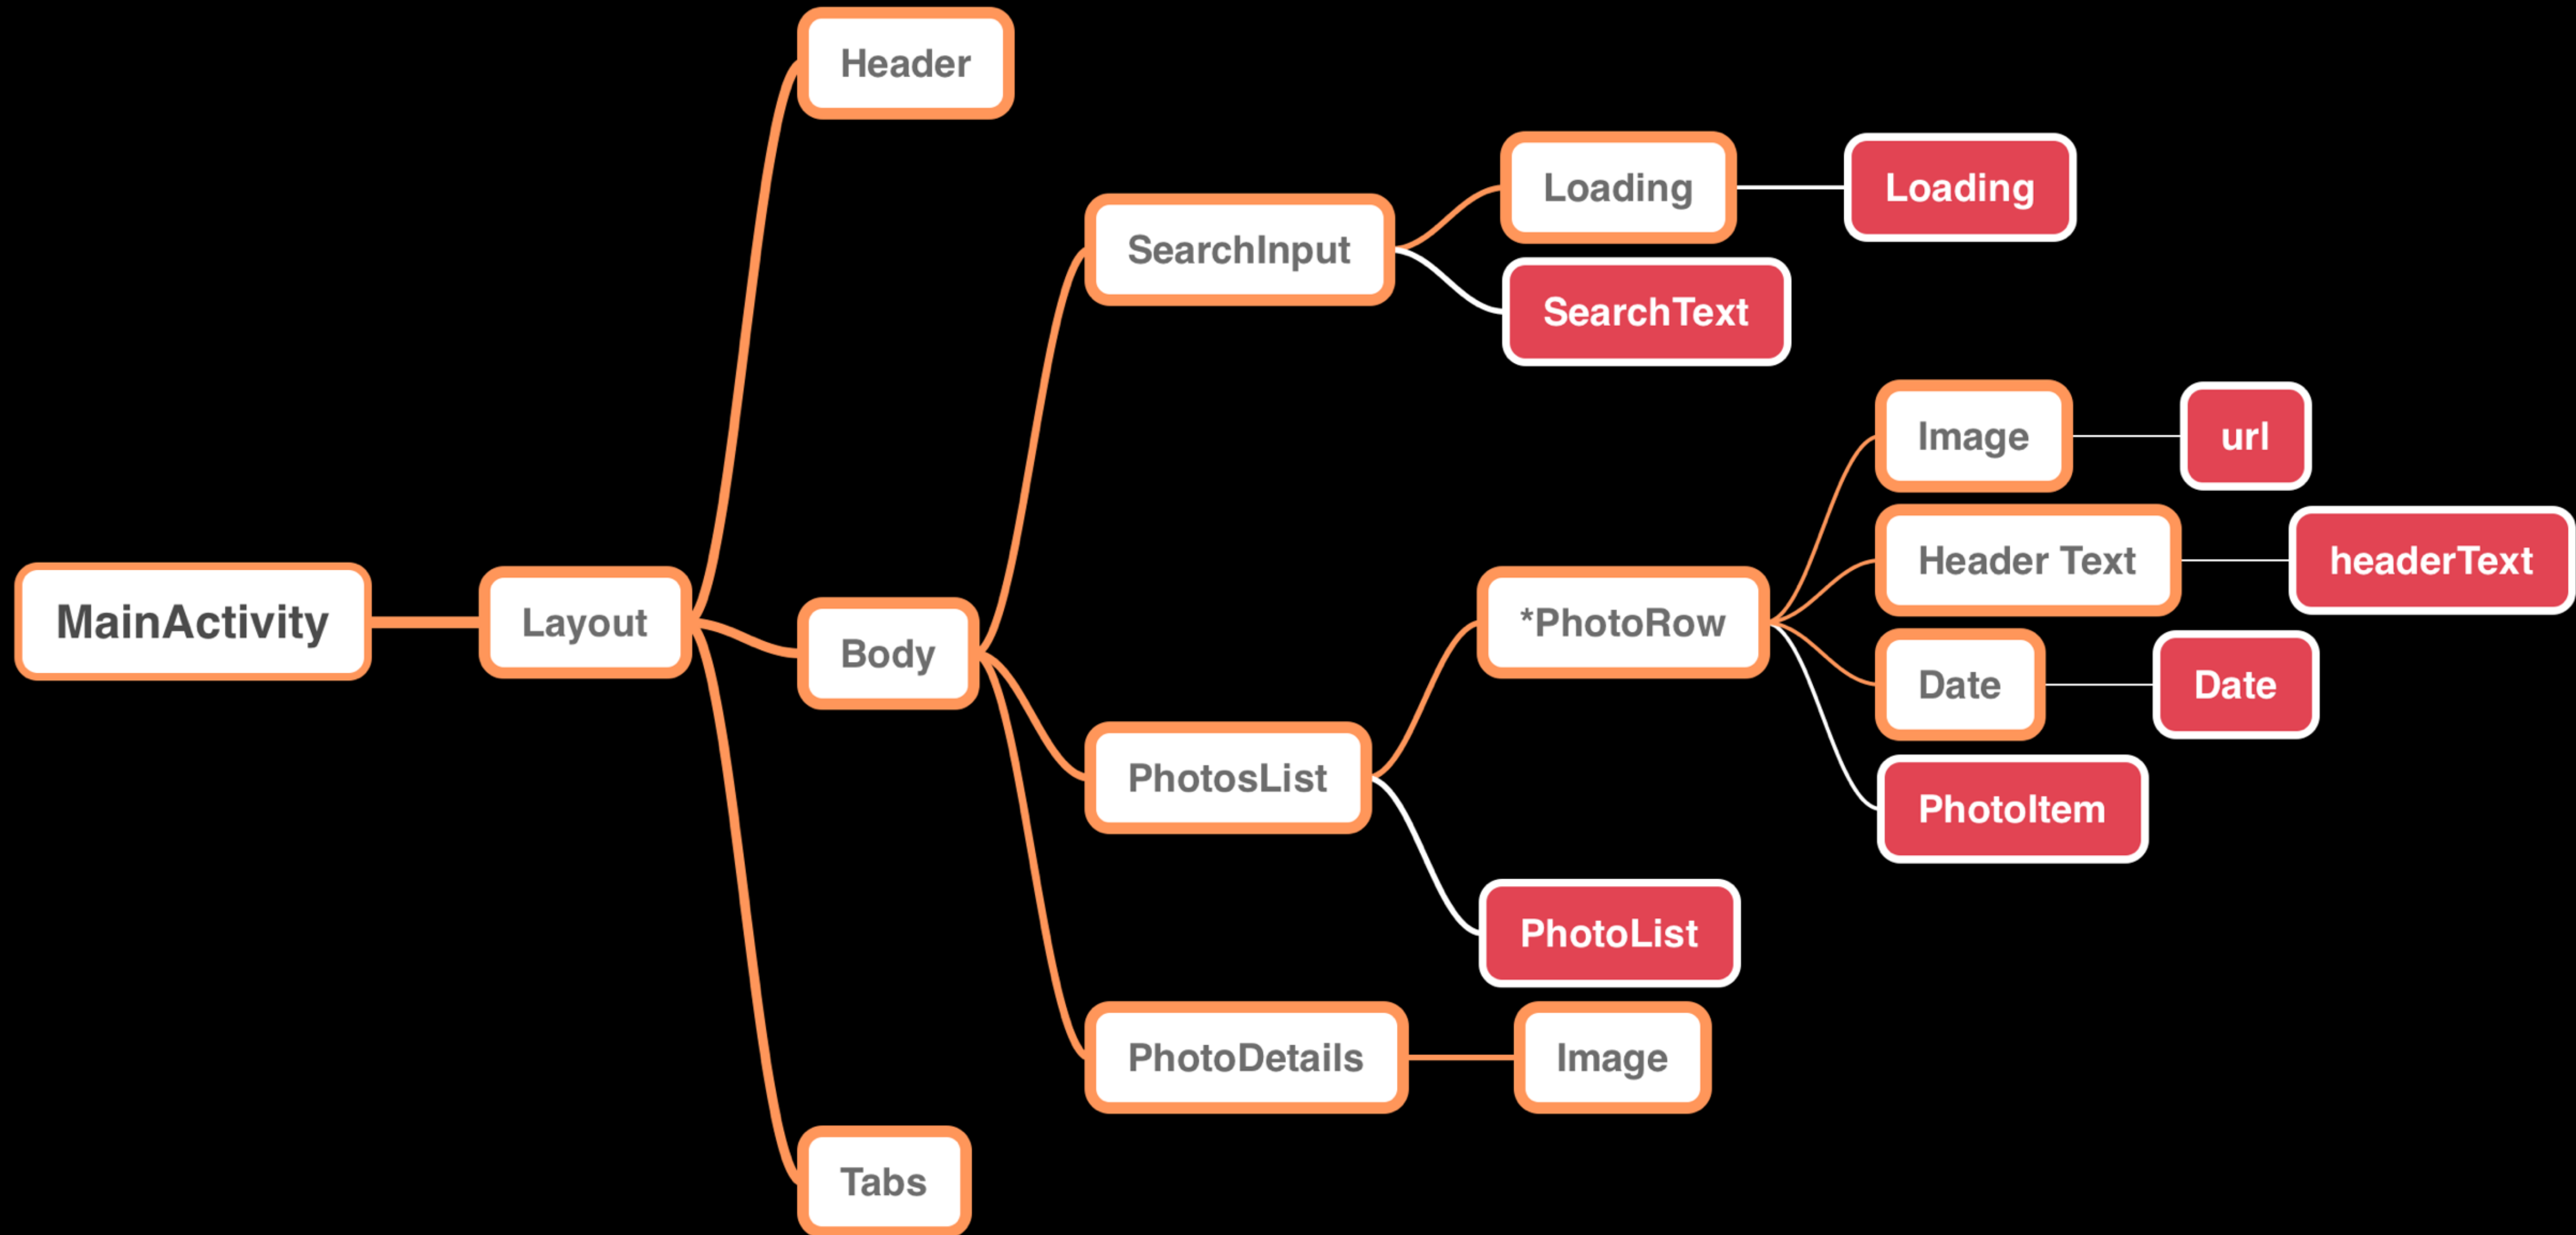 Header
Loading
Loading
SearchInput
SearchText
Image
url
Header Text
headerText
MainActivity
Layout
Body
*PhotoRow
Date
Date
PhotosList
PhotoItem
PhotoList
PhotoDetails
Image
Tabs